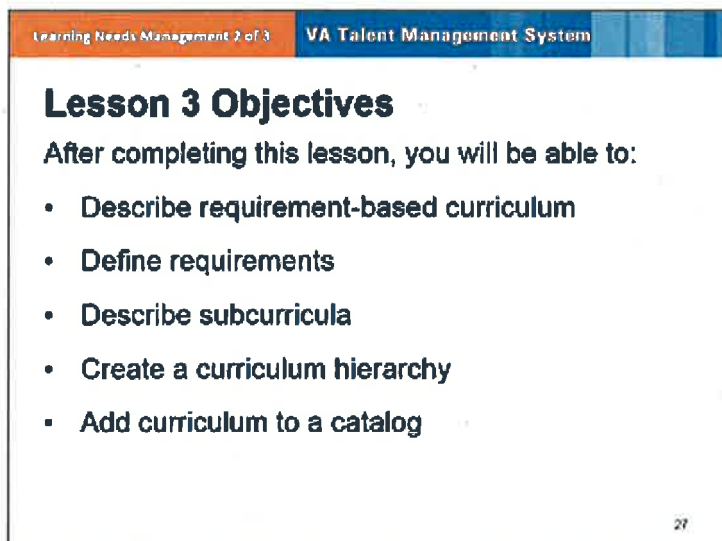 Learning Needs Management 2 of 3
VA Talent Management System
Lesson 3 Objectives
After completing this lesson, you will be able to:
• Describe requirement-based curriculum
• Define requirements
• Describe subcurricula
• Create a curriculum hierarchy
• Add curriculum to a catalog
27